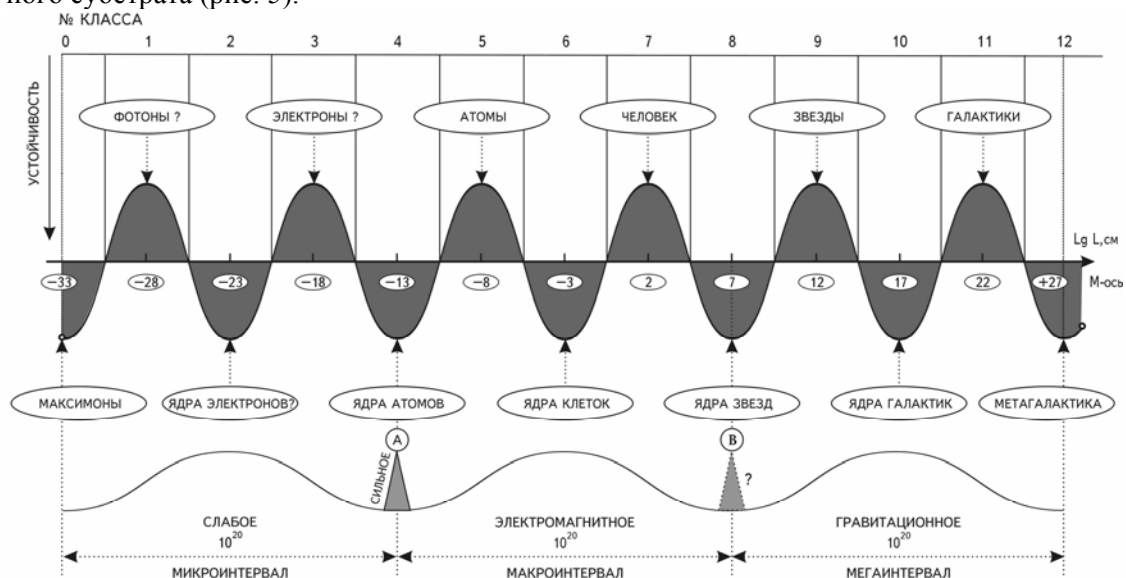 ного субстрата (рис. 5).
№ КЛАССА
0 1 2 3 4 5 6 7 8 9 10 11 12
УСТОЙЧИВОСТЬ
ФОТОНЫ ? ЭЛЕКТРОНЫ ? АТОМЫ ЧЕЛОВЕК ЗВЕЗДЫ ГАЛАКТИКИ
Lg L,см
−33 −28 −23 −18 −13 −8 −3 2 7 12 17 22 +27 М-ось
МАКСИМОНЫ ЯДРА ЭЛЕКТРОНОВ? ЯДРА АТОМОВ ЯДРА КЛЕТОК ЯДРА ЗВЕЗД ЯДРА ГАЛАКТИК МЕТАГАЛАКТИКА
А В
СИЛЬНОЕ ?
СЛАБОЕ ЭЛЕКТРОМАГНИТНОЕ ГРАВИТАЦИОННОЕ
10²⁰ 10²⁰ 10²⁰
МИКРОИНТЕРВАЛ МАКРОИНТЕРВАЛ МЕГАИНТЕРВАЛ